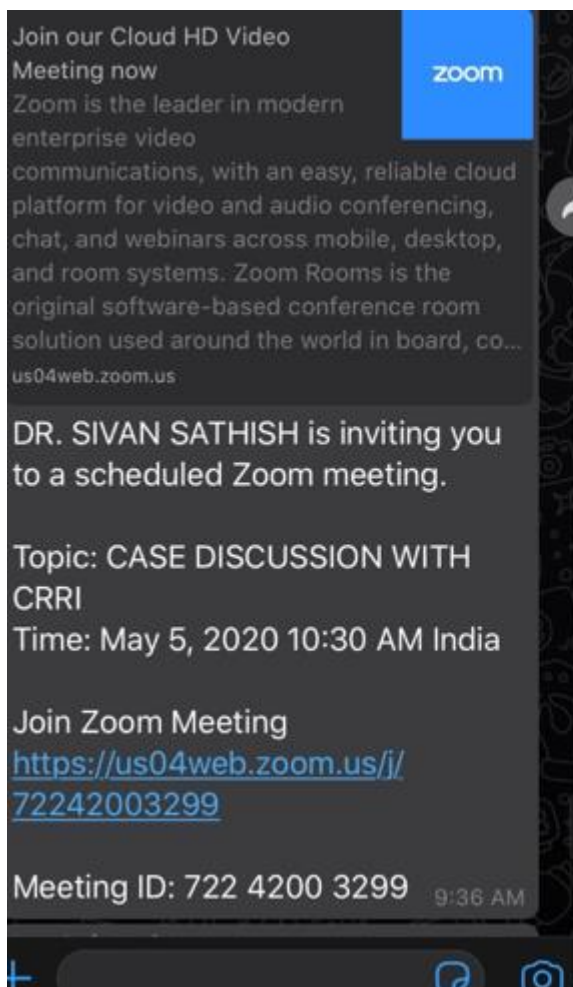 Join our Cloud HD Video
Meeting now
zoom
Zoom is the leader in modern
enterprise video
communications, with an easy, reliable cloud
platform for video and audio conferencing,
chat, and webinars across mobile, desktop,
and room systems. Zoom Rooms is the
original software-based conference room
solution used around the world in board, co...
us04web.zoom.us
DR. SIVAN SATHISH is inviting you
to a scheduled Zoom meeting.
Topic: CASE DISCUSSION WITH
CRRI
Time: May 5, 2020 10:30 AM India
Join Zoom Meeting
https://us04web.zoom.us/j/
72242003299
Meeting ID: 722 4200 3299
9:36 AM